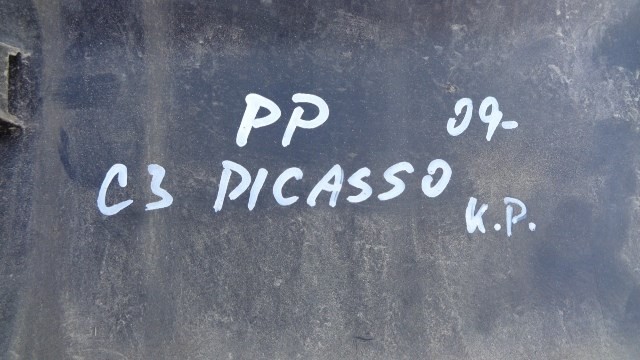 PP 09-
C3 PICASSO
K.P.